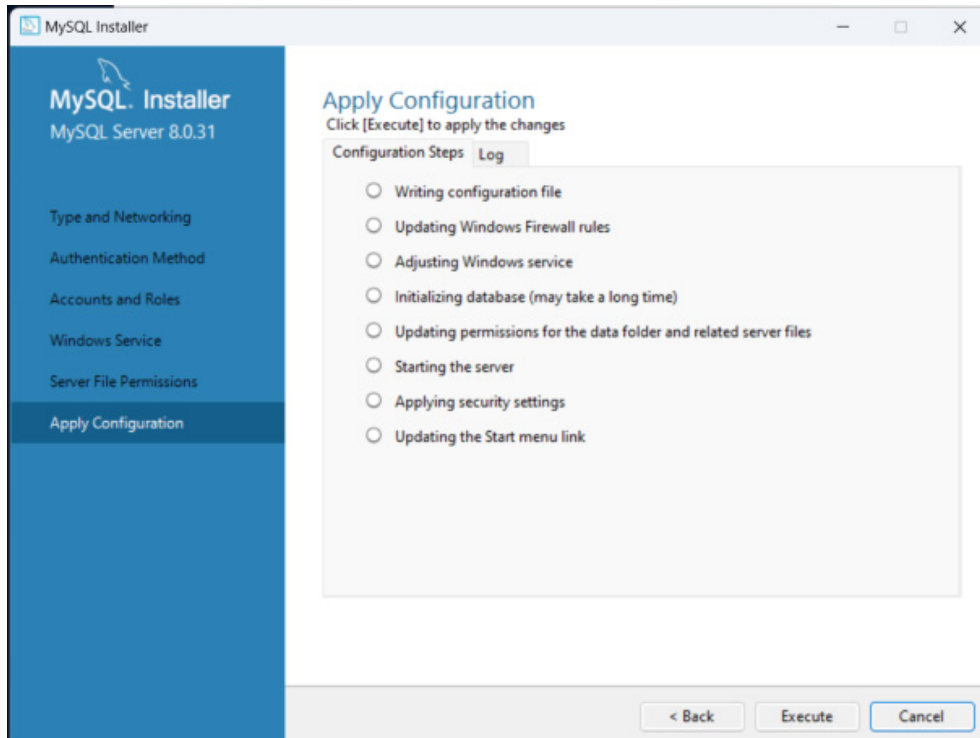 MySQL Installer
MySQL. Installer
MySQL Server 8.0.31
Type and Networking
Authentication Method
Accounts and Roles
Windows Service
Server File Permissions
Apply Configuration
Apply Configuration
Click [Execute] to apply the changes
Configuration Steps Log
Writing configuration file
Updating Windows Firewall rules
Adjusting Windows service
Initializing database (may take a long time)
Updating permissions for the data folder and related server files
Starting the server
Applying security settings
Updating the Start menu link
< Back Execute Cancel